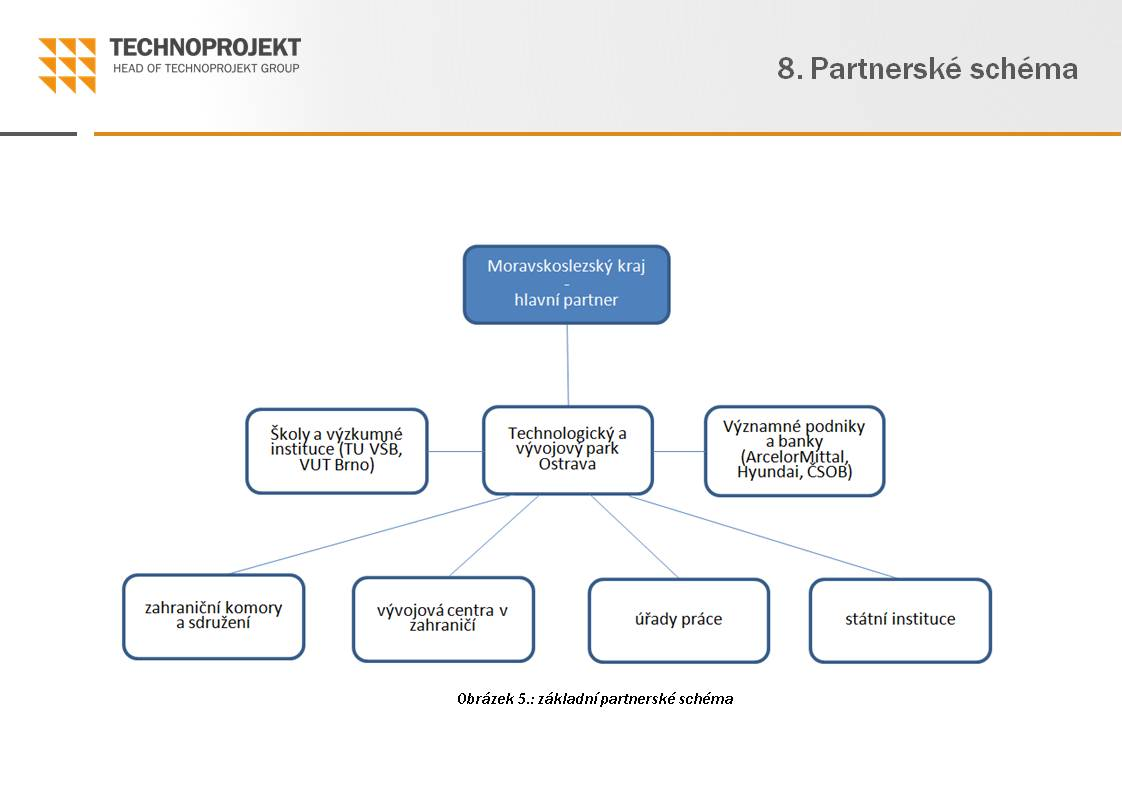 TECHNOPROJEKT
HEAD OF TECHNOPROJEKT GROUP
8. Partnerské schéma
Moravskoslezský kraj
-
hlavní partner
Školy a výzkumné
instituce (TU VŠB,
VUT Brno)
Technologický a
vývojový park
Ostrava
Významné podniky
a banky
(ArcelorMittal,
Hyundai, ČSOB)
zahraniční komory
a sdružení
vývojová centra v
zahraničí
úřady práce
státní instituce
Obrázek 5.: základní partnerské schéma